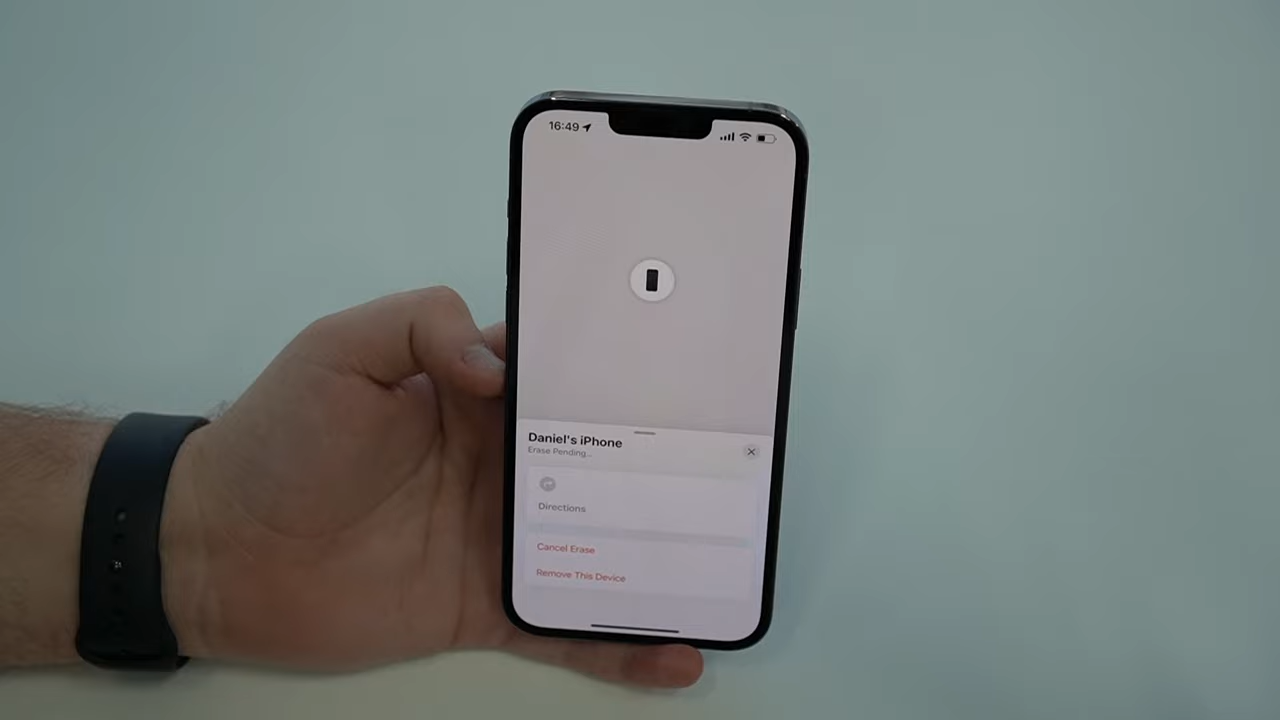 16:49
Daniel's iPhone
Erase Pending...
Directions
Cancel Erase
Remove This Device